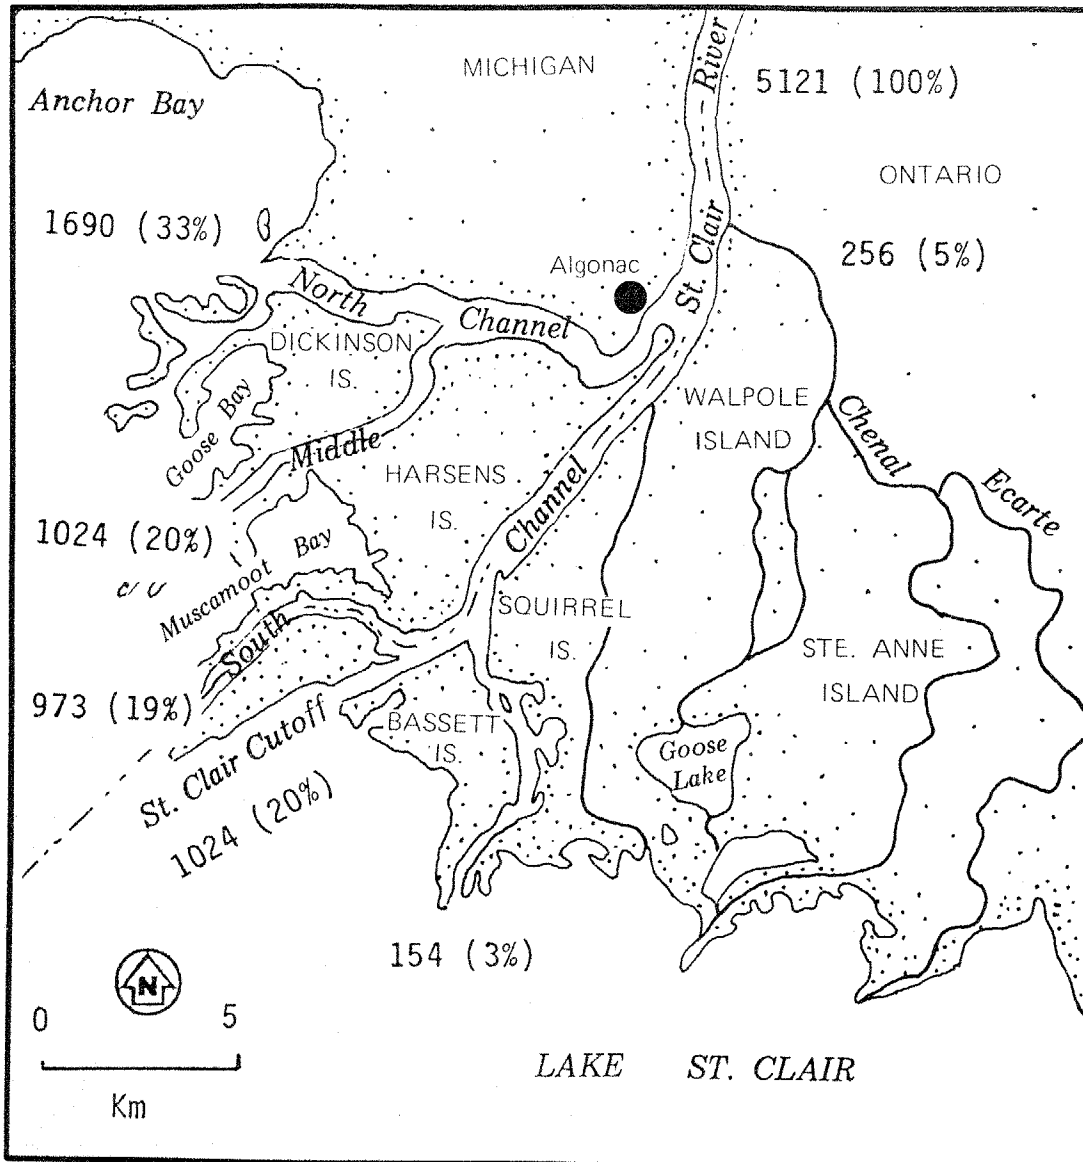 MICHIGAN
River
5121 (100%)
Anchor Bay
ONTARIO
1690 (33%)
St. Clair
256 (5%)
Algonac
North
Channel
DICKINSON
IS.
Goose Bay
WALPOLE
ISLAND
Chenal
Ecarte
Middle
HARSENS
IS.
Channel
1024 (20%)
Muscamoot Bay
South
SQUIRREL
IS.
STE. ANNE
ISLAND
973 (19%)
BASSETT
IS.
Goose
Lake
St. Clair Cutoff
1024 (20%)
154 (3%)
N
0 5
Km
LAKE ST. CLAIR